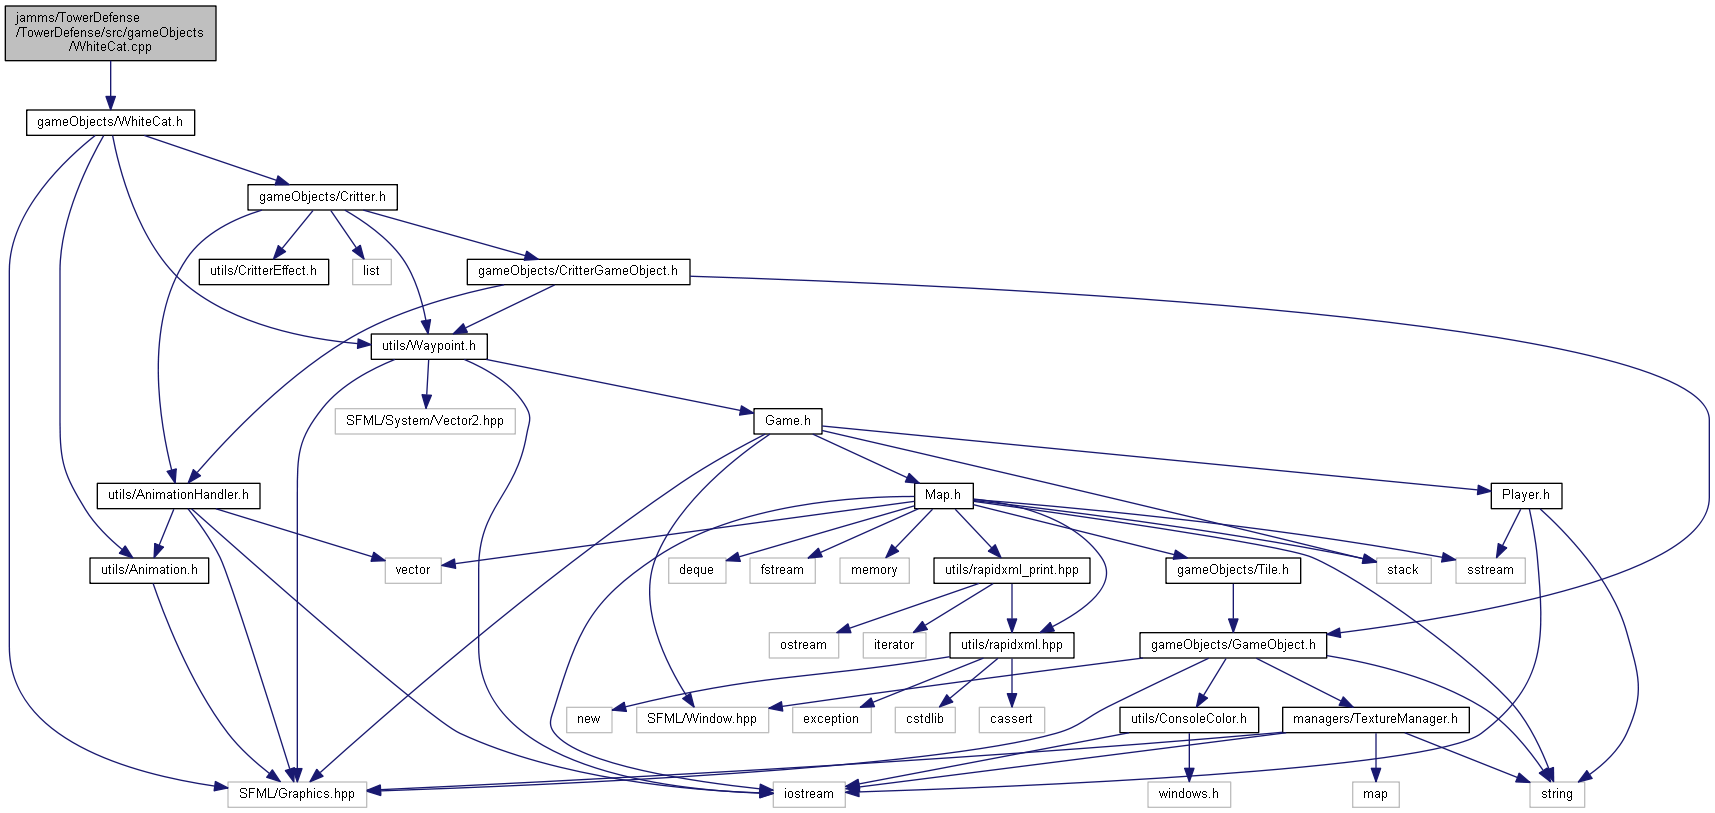 jamms/TowerDefense
/TowerDefense/src/gameObjects
/WhiteCat.cpp
gameObjects/WhiteCat.h
gameObjects/Critter.h
utils/CritterEffect.h
list
gameObjects/CritterGameObject.h
utils/Waypoint.h
SFML/System/Vector2.hpp
Game.h
utils/AnimationHandler.h
Map.h
Player.h
utils/Animation.h
vector
deque
fstream
memory
utils/rapidxml_print.hpp
gameObjects/Tile.h
stack
sstream
ostream
iterator
utils/rapidxml.hpp
gameObjects/GameObject.h
new
SFML/Window.hpp
exception
cstdlib
cassert
utils/ConsoleColor.h
managers/TextureManager.h
SFML/Graphics.hpp
iostream
windows.h
map
string